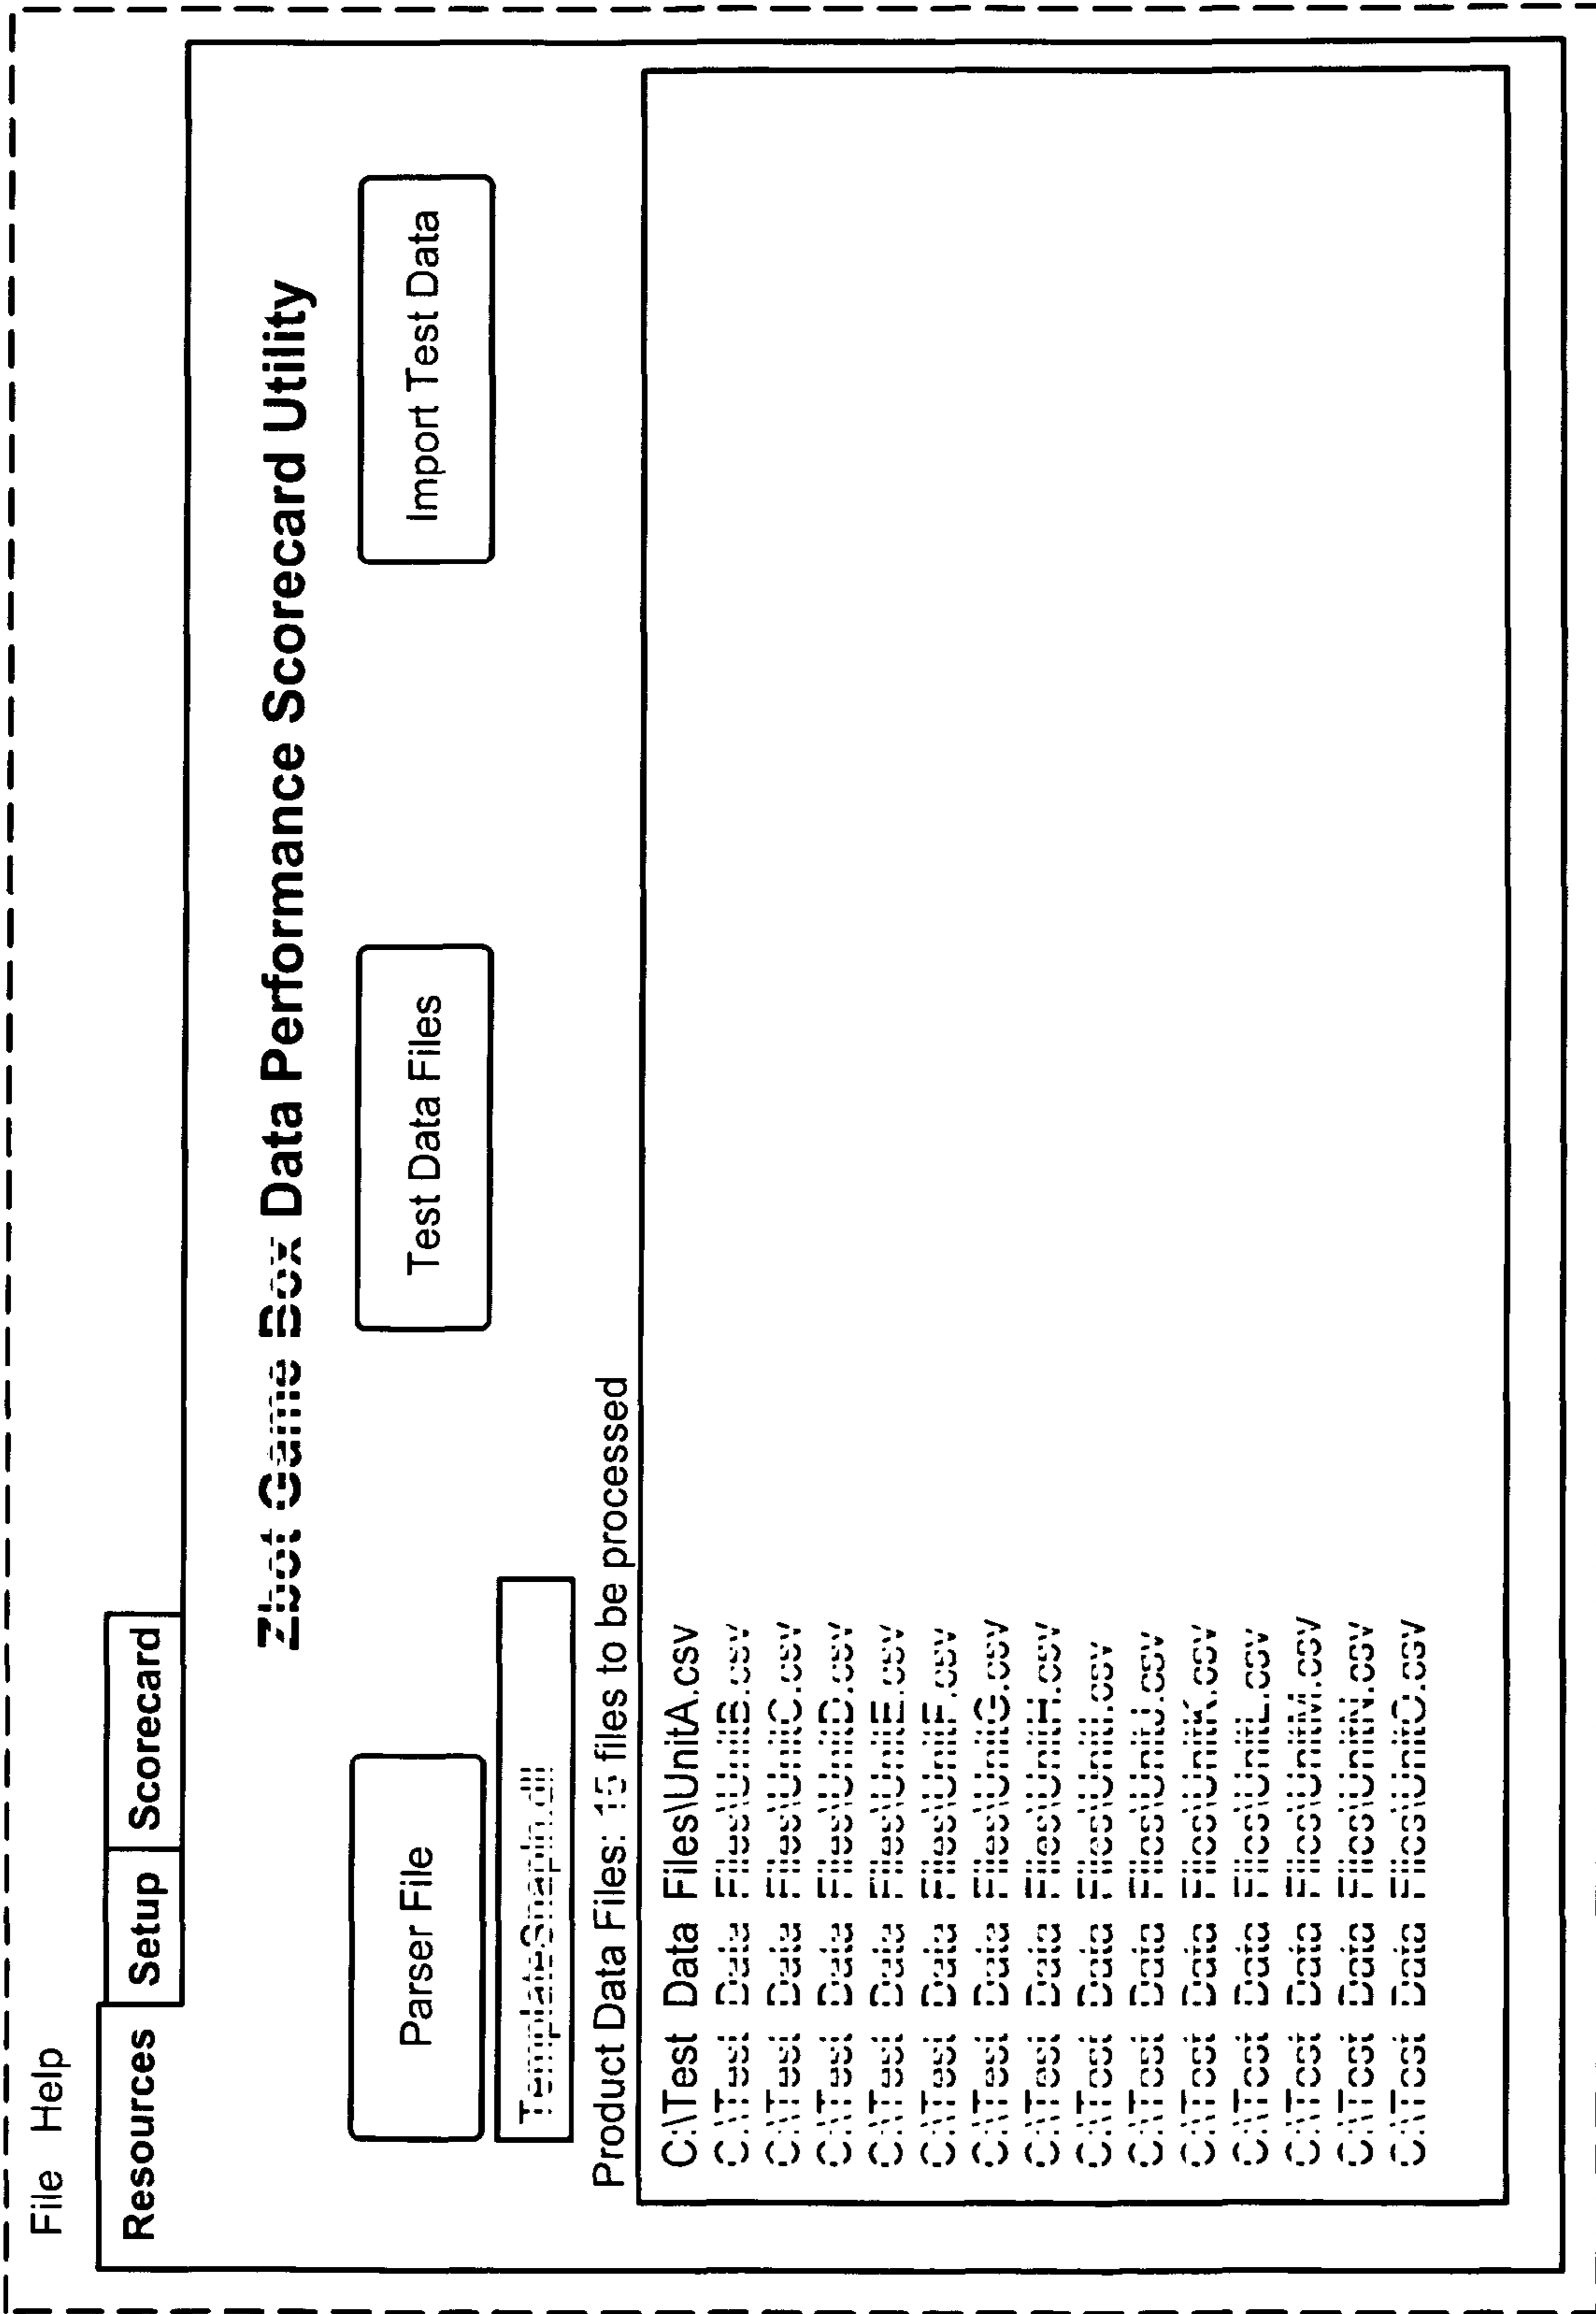 File Help
Resources Setup Scorecard
Zbot Game Box Data Performance Scorecard Utility
Parser File Test Data Files Import Test Data
Product Data Files: 15 files to be processed
C:\Test Data Files\UnitA.csv
C:\Test Data Files\UnitB.csv
C:\Test Data Files\UnitC.csv
C:\Test Data Files\UnitD.csv
C:\Test Data Files\UnitE.csv
C:\Test Data Files\UnitF.csv
C:\Test Data Files\UnitG.csv
C:\Test Data Files\UnitH.csv
C:\Test Data Files\UnitI.csv
C:\Test Data Files\UnitJ.csv
C:\Test Data Files\UnitK.csv
C:\Test Data Files\UnitL.csv
C:\Test Data Files\UnitM.csv
C:\Test Data Files\UnitN.csv
C:\Test Data Files\UnitO.csv